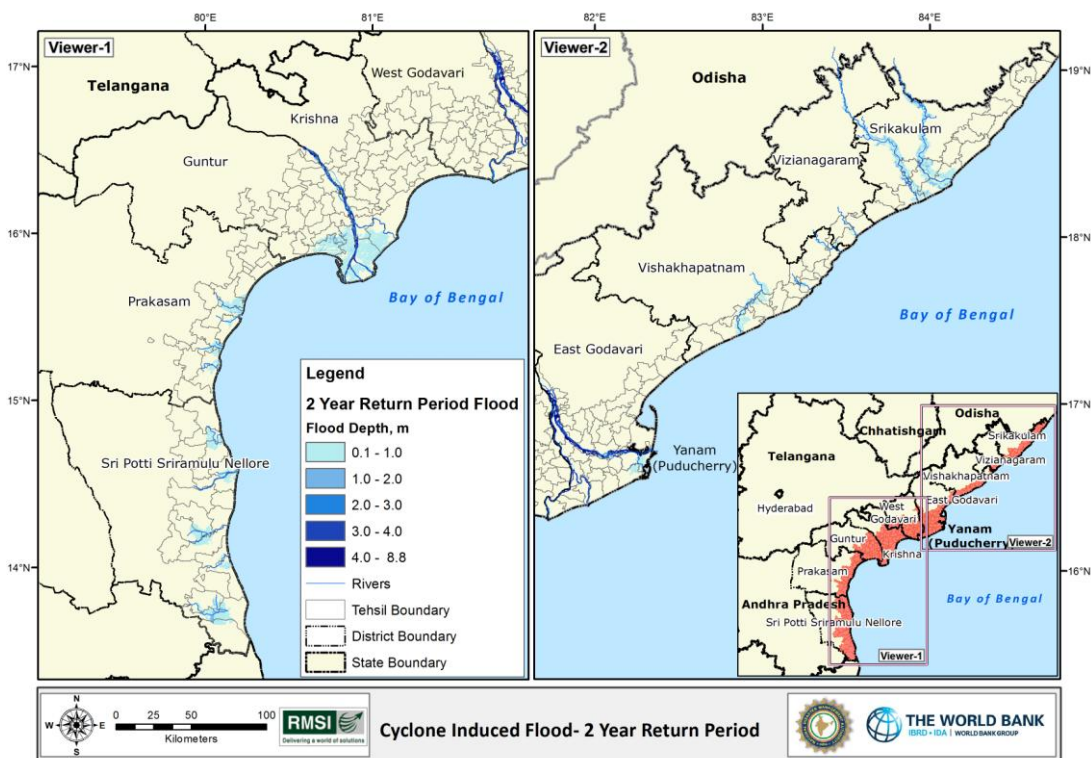 80°E
81°E
82°E
83°E
84°E
Viewer-1
17°N
Telangana
West Godavari
Krishna
Guntur
16°N
Prakasam
Bay of Bengal
15°N
Sri Potti Sriramulu Nellore
14°N
Legend
2 Year Return Period Flood
Flood Depth, m
0.1 - 1.0
1.0 - 2.0
2.0 - 3.0
3.0 - 4.0
4.0 - 8.8
Rivers
Tehsil Boundary
District Boundary
State Boundary
Viewer-2
19°N
Odisha
Srikakulam
Vizianagaram
18°N
Vishakhapatnam
Bay of Bengal
East Godavari
17°N
Yanam
(Puducherry)
16°N
Odisha
Chhatishgarh
Srikakulam
Telangana
Vizianagaram
Vishakhapatnam
East Godavari
Hyderabad
West
Godavari
Yanam
(Puducherry)
Viewer-2
Guntur
Krishna
Prakasam
Andhra Pradesh
Bay of Bengal
Sri Potti Sriramulu Nellore
Viewer-1
N
W
E
S
0 25 50 100
Kilometers
RMSI
Delivering a world of solutions
Cyclone Induced Flood- 2 Year Return Period
THE WORLD BANK
IBRD • IDA | WORLD BANK GROUP